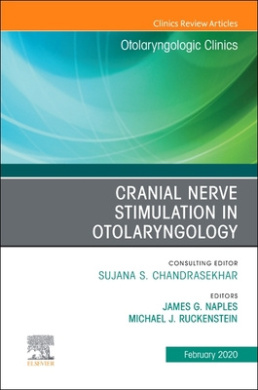 Clinics Review Articles
Otolaryngologic Clinics
CRANIAL NERVE
STIMULATION IN
OTOLARYNGOLOGY
CONSULTING EDITOR
SUJANA S. CHANDRASEKHAR
EDITORS
JAMES G. NAPLES
MICHAEL J. RUCKENSTEIN
ELSEVIER
February 2020